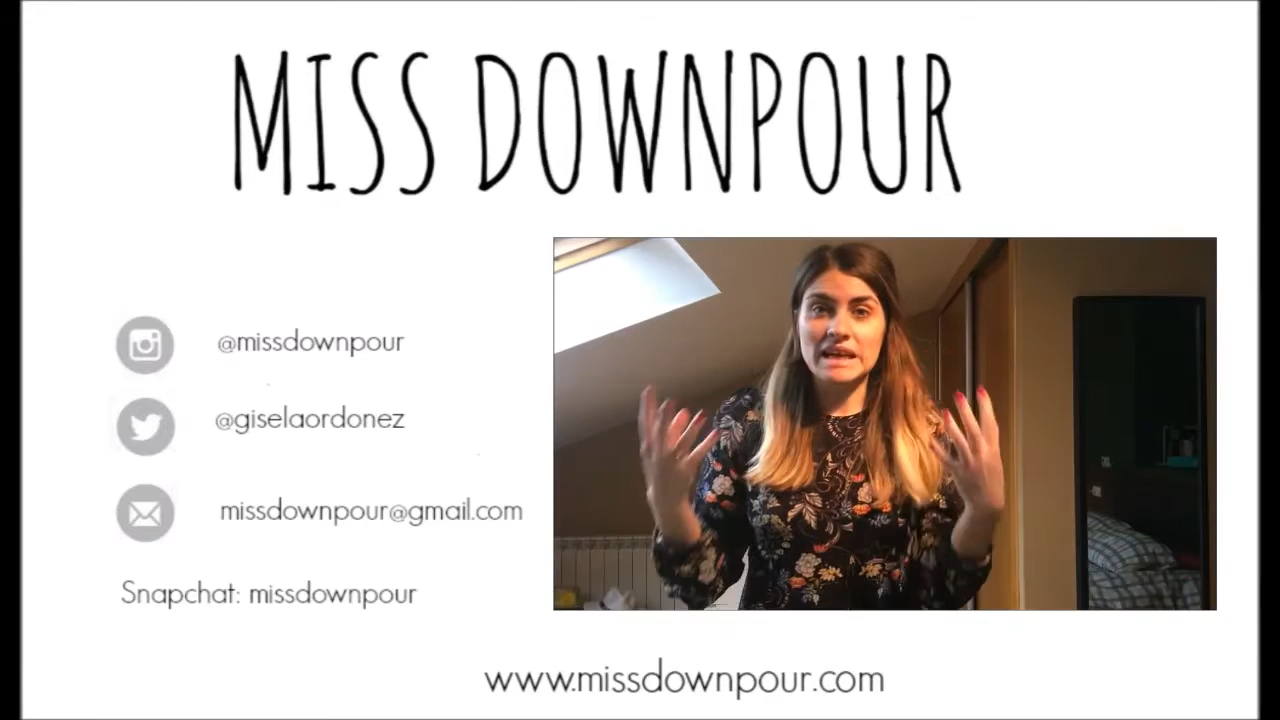 MISS DOWNPOUR
@missdownpour
@giselaordonez
missdownpour@gmail.com
Snapchat: missdownpour
www.missdownpour.com